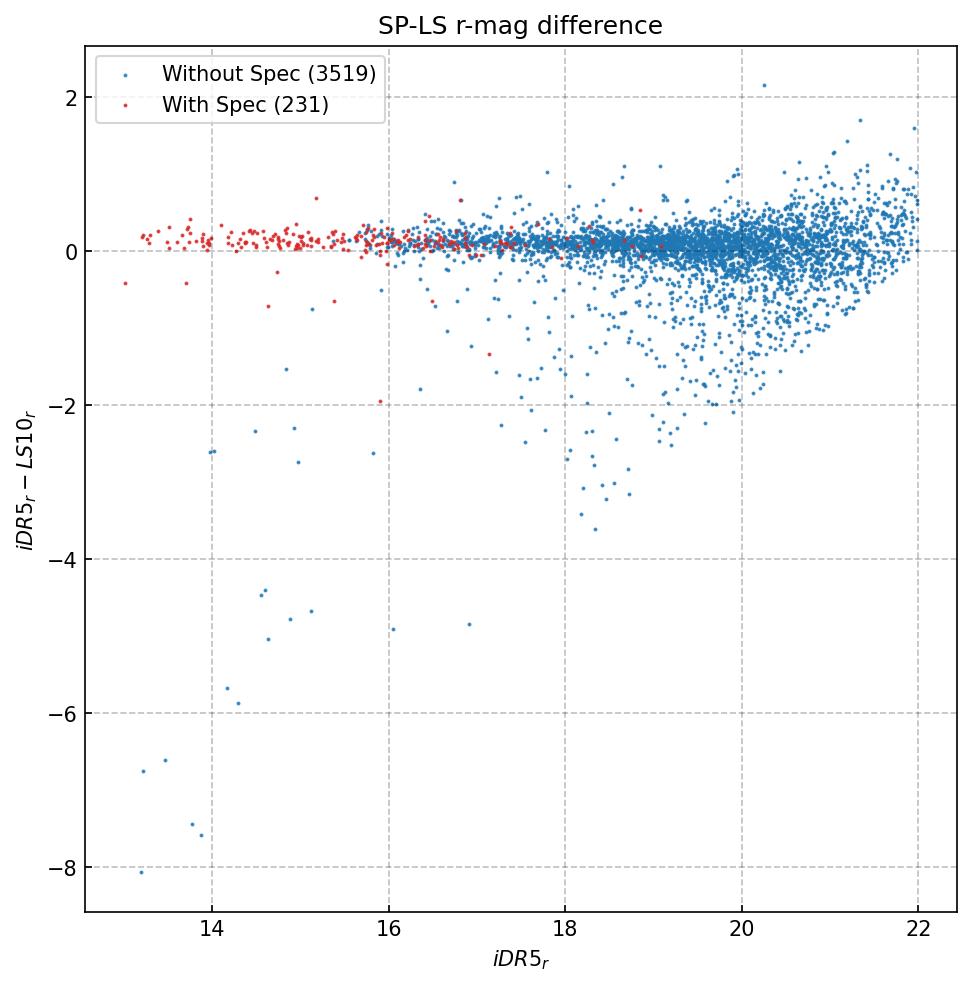 SP-LS r-mag difference
Without Spec (3519)
With Spec (231)
2
0
−2
−4
−6
−8
iDR5r − LS10r
14 16 18 20 22
iDR5r